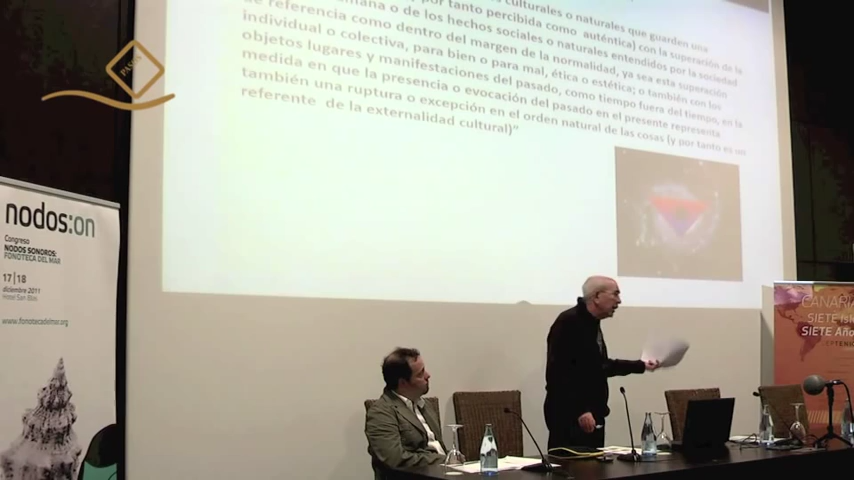 culturales o naturales que guarden una
por tanto percibida como auténtica) con la superación de la
humana o de los hechos sociales o naturales entendidos por la sociedad
de referencia como dentro del margen de la normalidad, ya sea esta superación
individual o colectiva, para bien o para mal, ética o estética; o también con los
objetos lugares y manifestaciones del pasado, como tiempo fuera del tiempo, en la
medida en que la presencia o evocación del pasado en el presente representa
también una ruptura o excepción en el orden natural de las cosas (y por tanto es un
referente de la externalidad cultural)"
PASOS
nodos:on
Congreso
NODOS SONOROS:
FONOTECA DEL MAR
17|18
diciembre 2011
Hotel San Blas
www.fonotecadelmar.org
CANARIA
SIETE Isl
SIETE Año